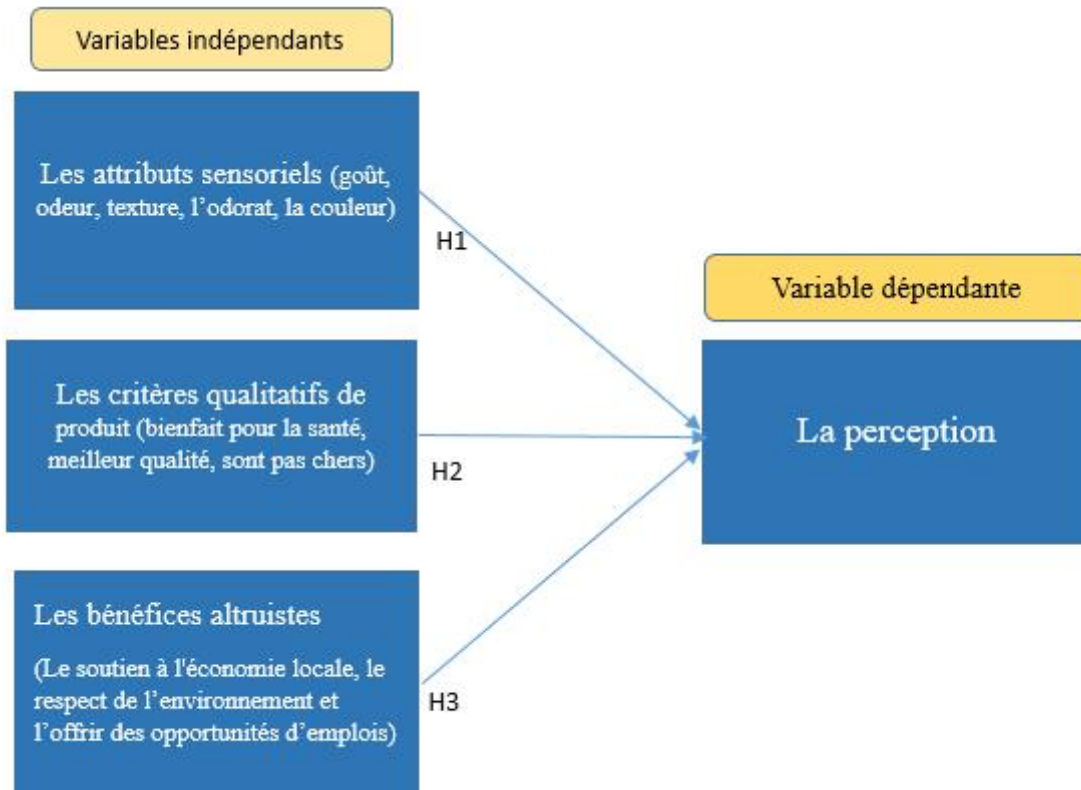 Variables indépendants
Les attributs sensoriels (goût,
odeur, texture, l’odorat, la couleur)
H1
Variable dépendante
Les critères qualitatifs de
produit (bienfait pour la santé,
meilleur qualité, sont pas chers)
H2
La perception
Les bénéfices altruistes
(Le soutien à l'économie locale, le
respect de l’environnement et
l’offrir des opportunités d’emplois)
H3